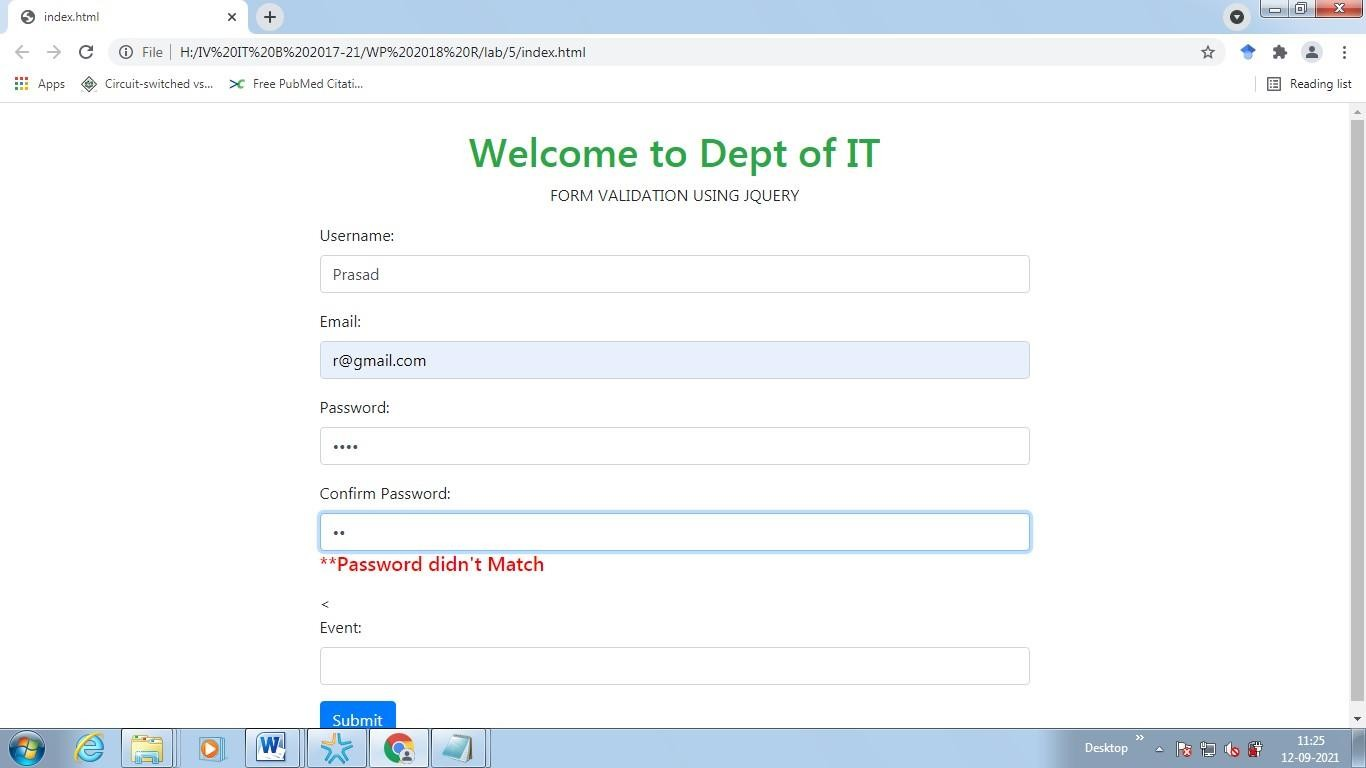 index.html
File
H:/IV%20IT%20B%202017-21/WP%202018%20R/lab/5/index.html
Apps
Circuit-switched vs...
Free PubMed Citati...
Reading list
Welcome to Dept of IT
FORM VALIDATION USING JQUERY
Username:
Prasad
Email:
r@gmail.com
Password:
••••
Confirm Password:
••
**Password didn't Match
<
Event:
Submit
Desktop
11:25
12-09-2021